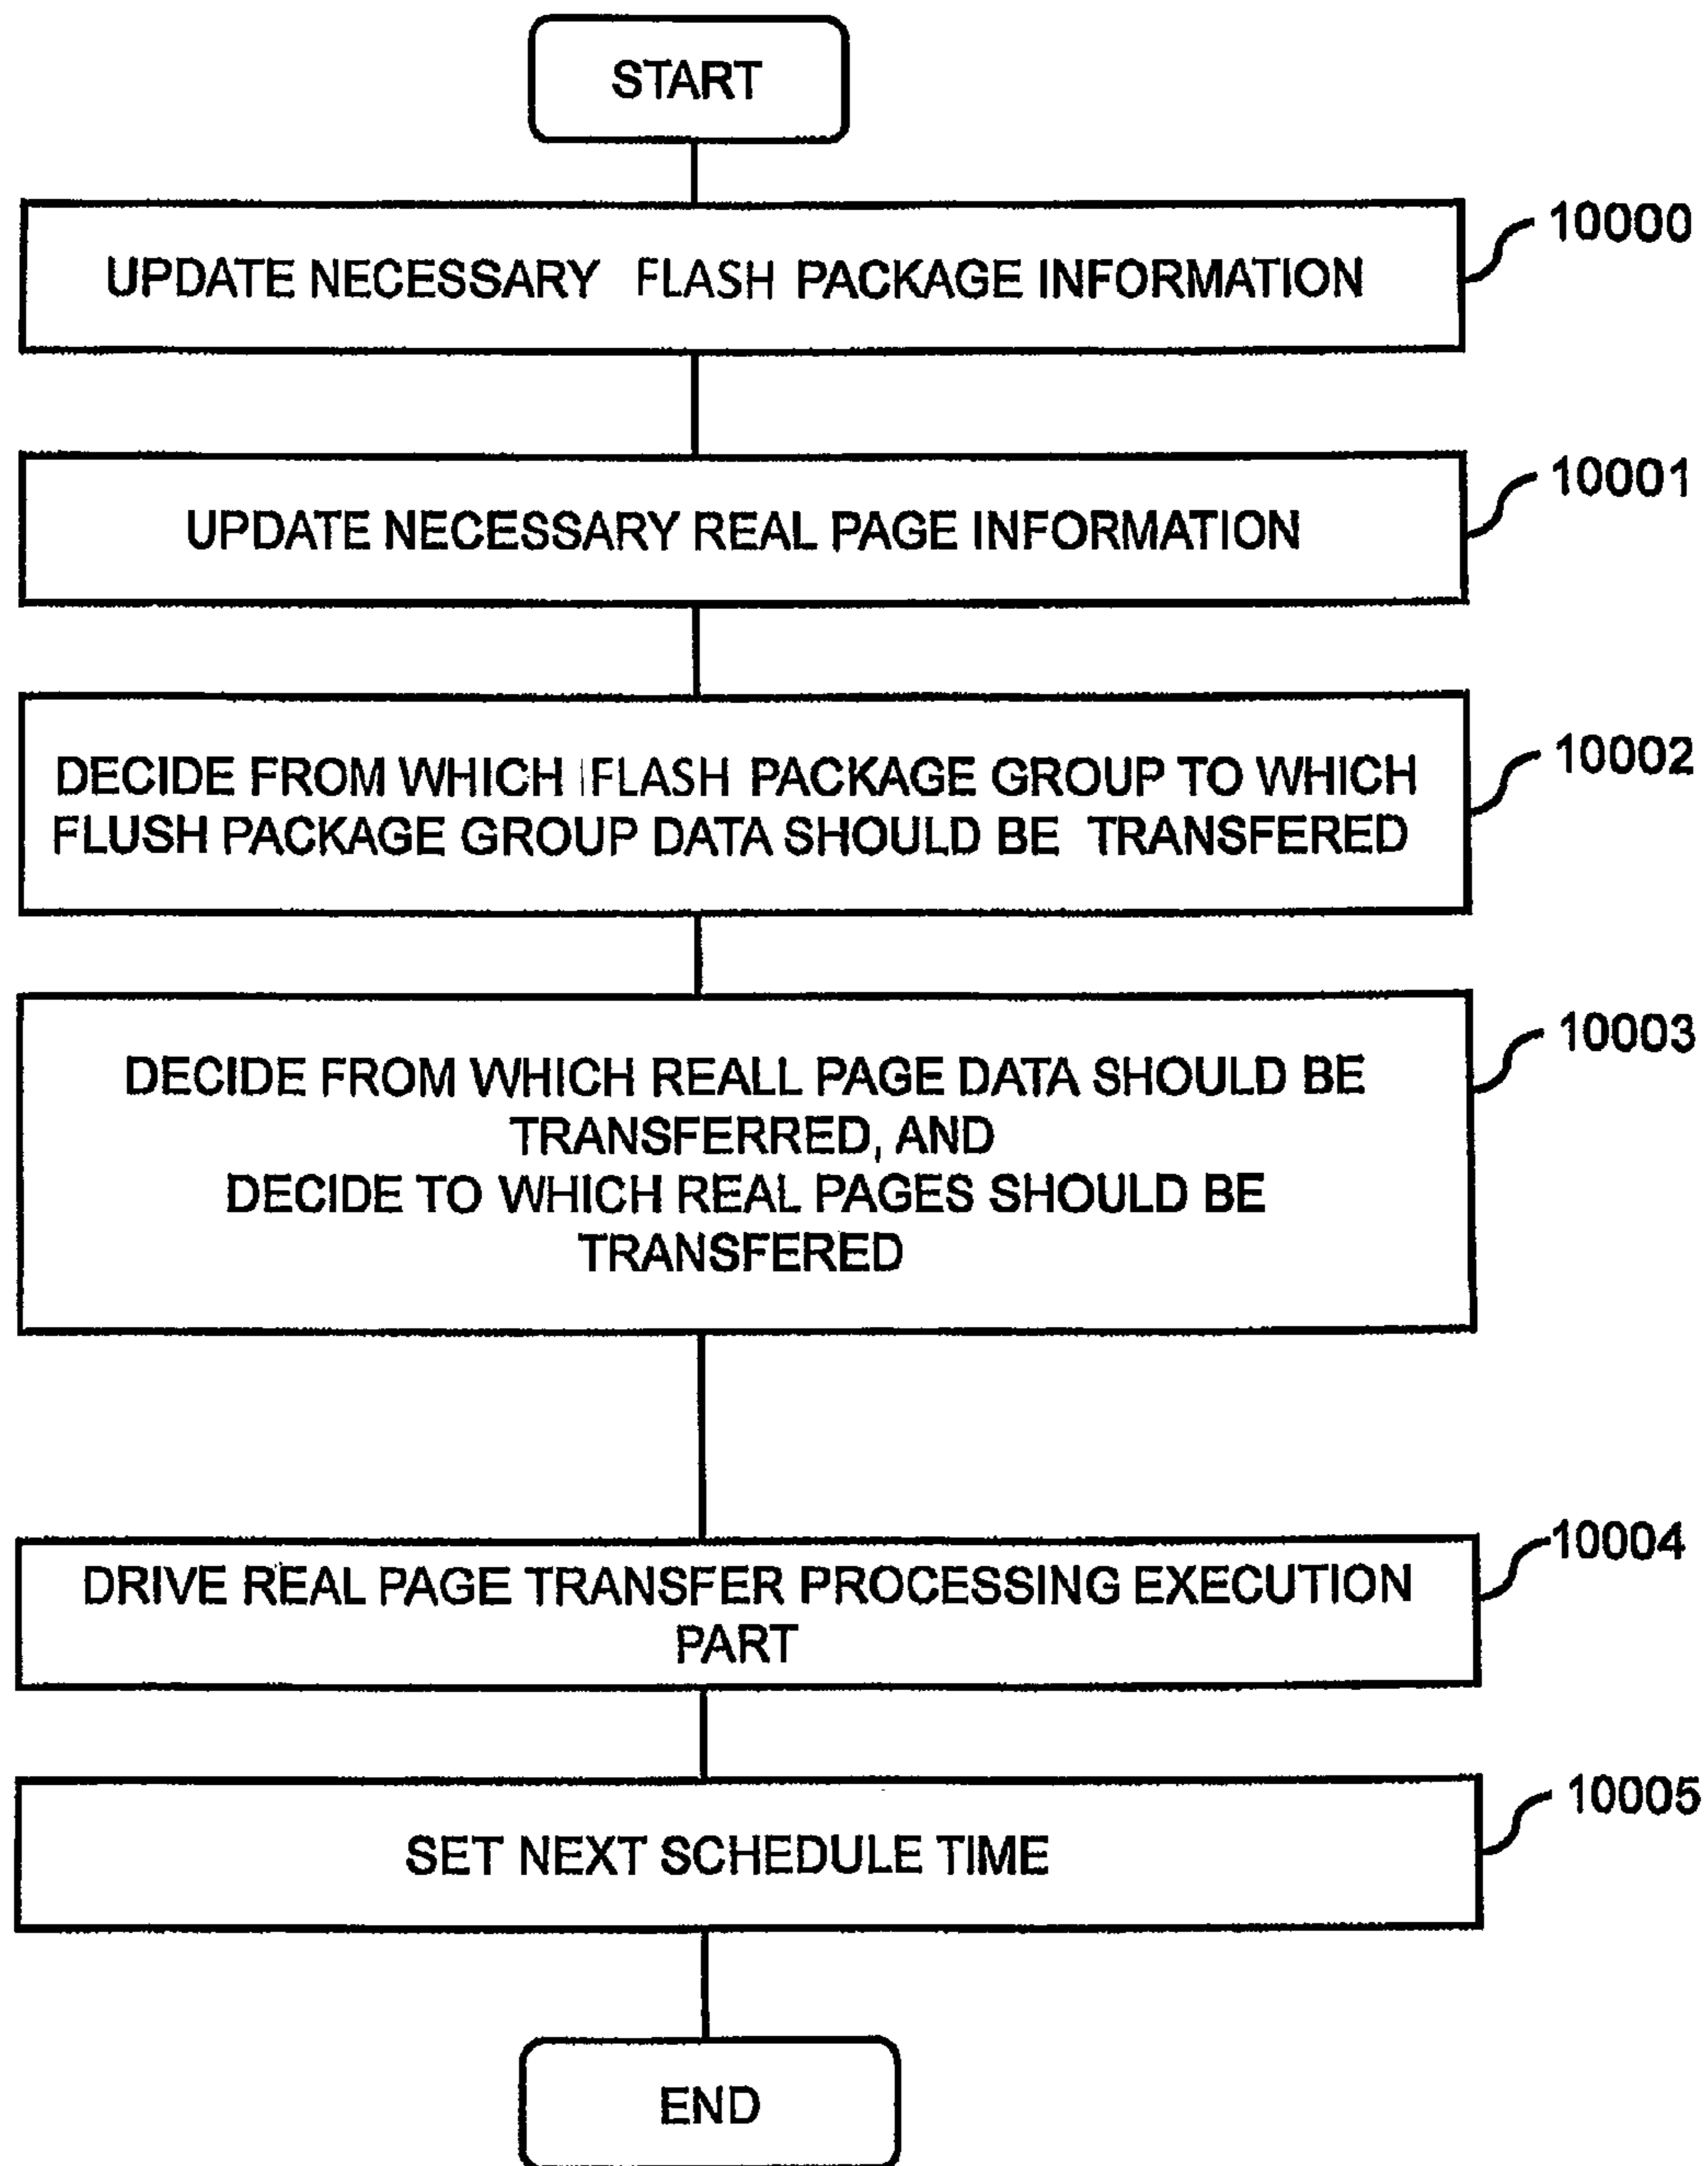 START
10000
UPDATE NECESSARY FLASH PACKAGE INFORMATION
10001
UPDATE NECESSARY REAL PAGE INFORMATION
10002
DECIDE FROM WHICH FLASH PACKAGE GROUP TO WHICH
FLUSH PACKAGE GROUP DATA SHOULD BE TRANSFERED
10003
DECIDE FROM WHICH REALL PAGE DATA SHOULD BE
TRANSFERRED, AND
DECIDE TO WHICH REAL PAGES SHOULD BE
TRANSFERED
10004
DRIVE REAL PAGE TRANSFER PROCESSING EXECUTION
PART
10005
SET NEXT SCHEDULE TIME
END